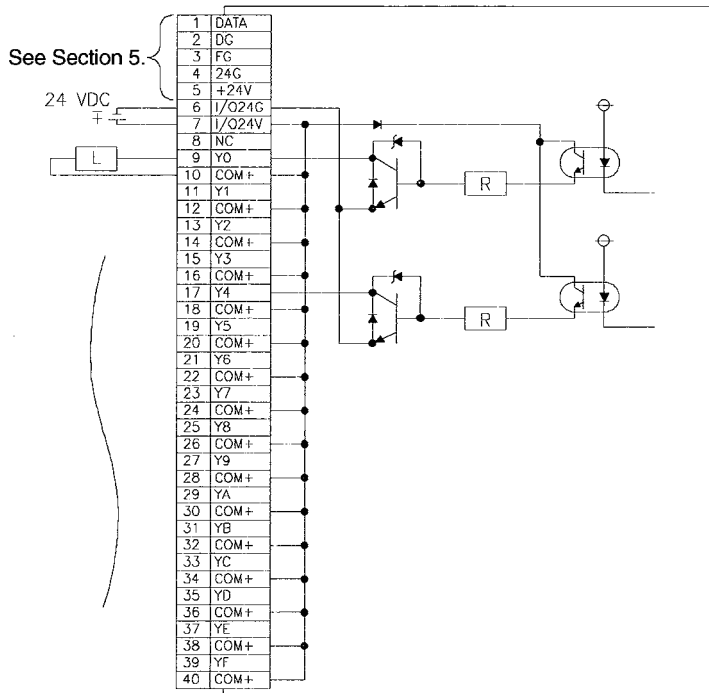 1 DATA
2 DG
3 FG
See Section 5.
4 24G
5 +24V
24 VDC
6 I/O24G
7 I/O24V
8 NC
L
9 Y0
10 COM+
R
11 Y1
12 COM+
13 Y2
14 COM+
15 Y3
16 COM+
17 Y4
18 COM+
R
19 Y5
20 COM+
21 Y6
22 COM+
23 Y7
24 COM+
25 Y8
26 COM+
27 Y9
28 COM+
29 YA
30 COM+
31 YB
32 COM+
33 YC
34 COM+
35 YD
36 COM+
37 YE
38 COM+
39 YF
40 COM+